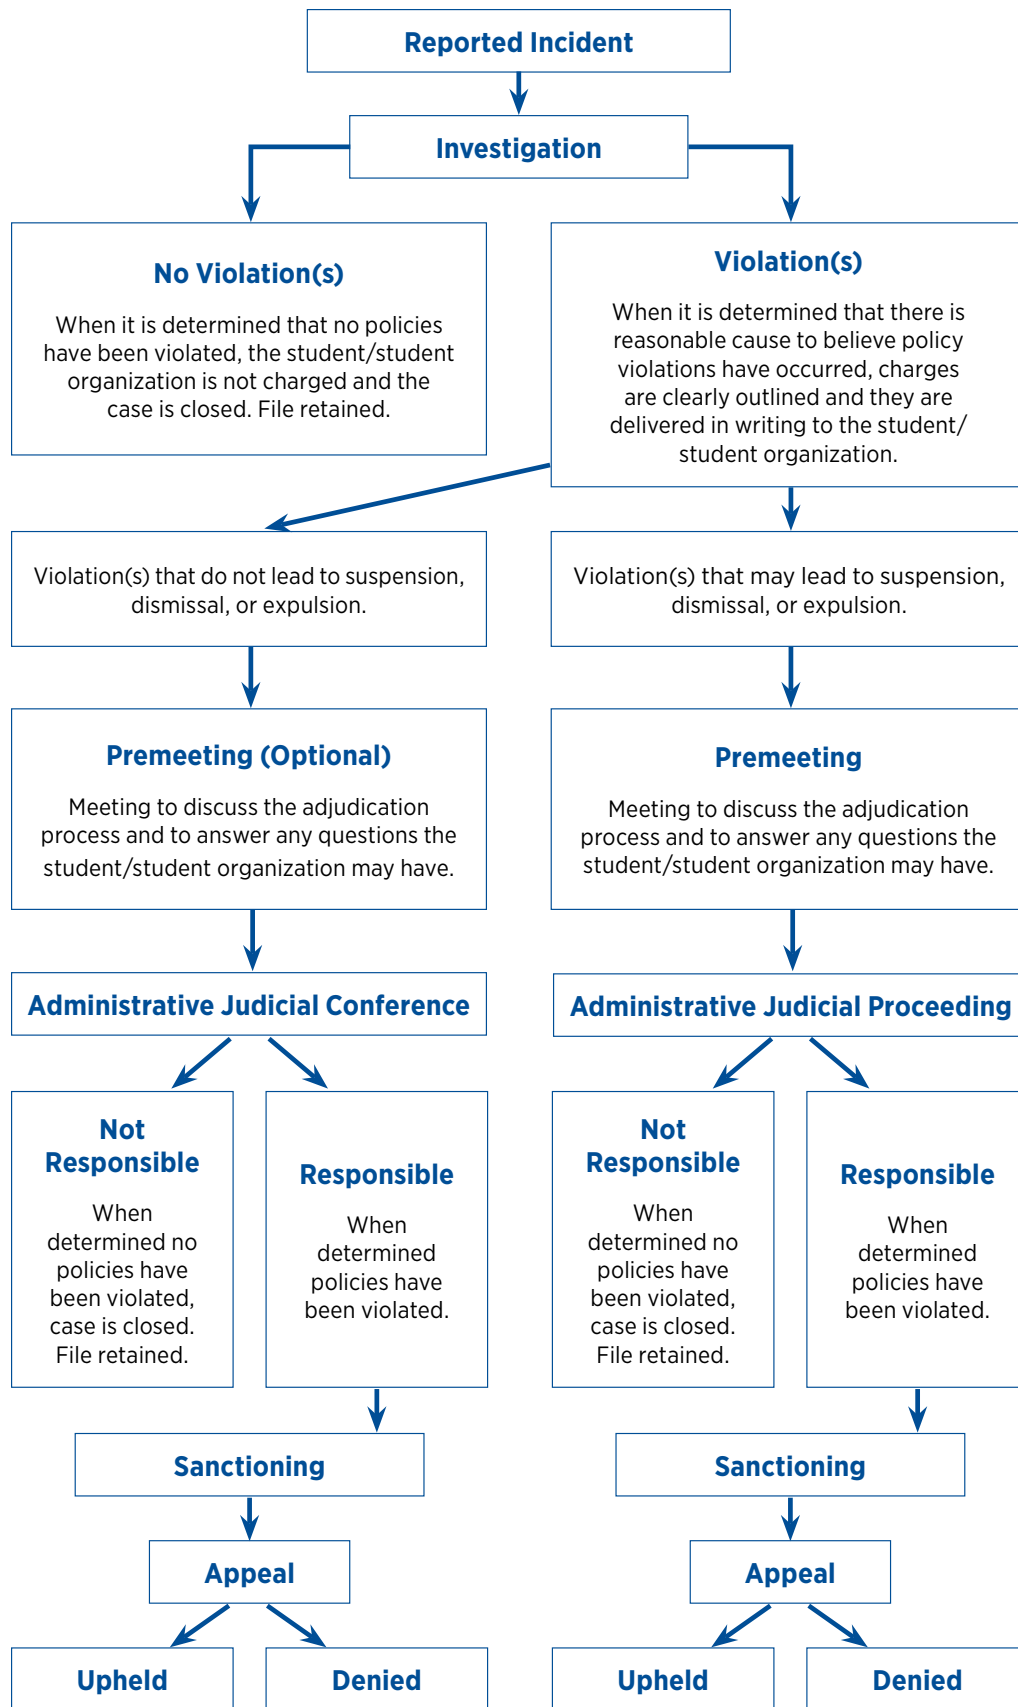 Reported Incident
Investigation
No Violation(s)
When it is determined that no policies
have been violated, the student/student
organization is not charged and the
case is closed. File retained.
Violation(s)
When it is determined that there is
reasonable cause to believe policy
violations have occurred, charges
are clearly outlined and they are
delivered in writing to the student/
student organization.
Violation(s) that do not lead to suspension,
dismissal, or expulsion.
Violation(s) that may lead to suspension,
dismissal, or expulsion.
Premeeting (Optional)
Meeting to discuss the adjudication
process and to answer any questions the
student/student organization may have.
Premeeting
Meeting to discuss the adjudication
process and to answer any questions the
student/student organization may have.
Administrative Judicial Conference
Administrative Judicial Proceeding
Not
Responsible
When
determined no
policies have
been violated,
case is closed.
File retained.
Responsible
When
determined
policies have
been violated.
Not
Responsible
When
determined no
policies have
been violated,
case is closed.
File retained.
Responsible
When
determined
policies have
been violated.
Sanctioning
Sanctioning
Appeal
Appeal
Upheld
Denied
Upheld
Denied